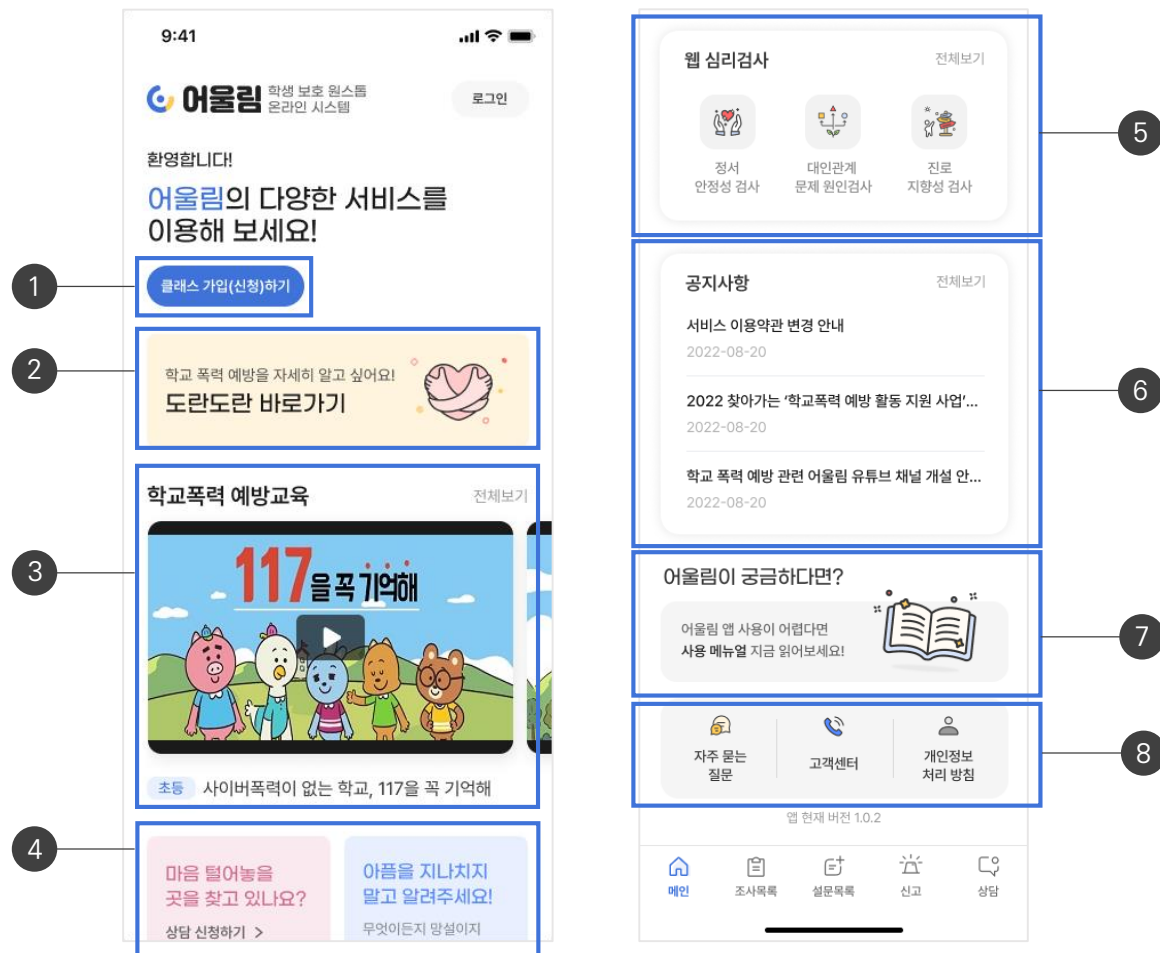 9:41
어울림 학생 보호 원스톱
온라인 시스템
로그인
환영합니다!
어울림의 다양한 서비스를
이용해 보세요!
1
클래스 가입(신청)하기
2
학교 폭력 예방을 자세히 알고 싶어요!
도란도란 바로가기
학교폭력 예방교육 전체보기
3
117을 꼭 기억해
초등 사이버폭력이 없는 학교, 117을 꼭 기억해
4
마음 털어놓을
곳을 찾고 있나요?
상담 신청하기 >
아픔을 지나치지
말고 알려주세요!
무엇이든지 망설이지
웹 심리검사 전체보기
5
정서
안정성 검사
대인관계
문제 원인검사
진로
지향성 검사
공지사항 전체보기
서비스 이용약관 변경 안내
2022-08-20
6
2022 찾아가는 '학교폭력 예방 활동 지원 사업'...
2022-08-20
학교 폭력 예방 관련 어울림 유튜브 채널 개설 안...
2022-08-20
어울림이 궁금하다면?
어울림 앱 사용이 어렵다면
사용 메뉴얼 지금 읽어보세요!
7
자주 묻는
질문
고객센터
개인정보
처리 방침
8
앱 현재 버전 1.0.2
메인 조사목록 설문목록 신고 상담